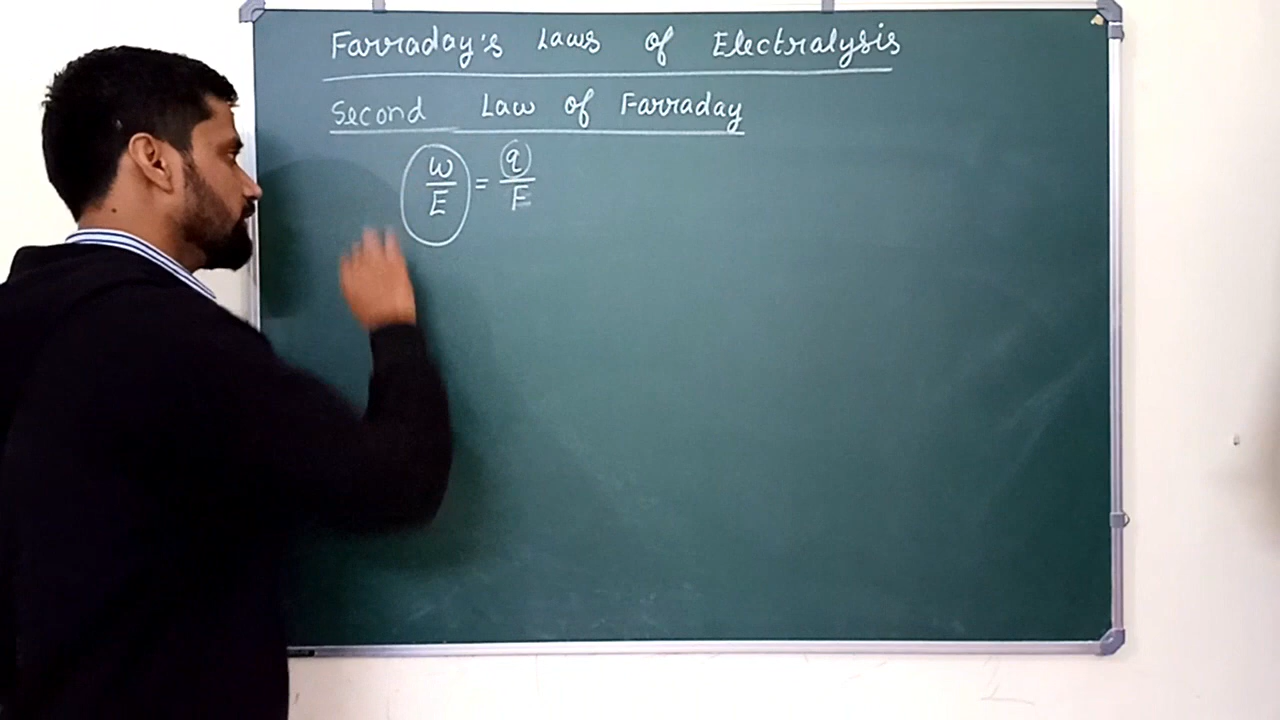 Farraday's Laws of Electralysis
Second Law of Farraday
w/E = q/F